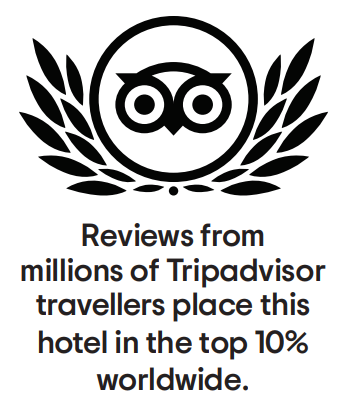 Reviews from
millions of Tripadvisor
travellers place this
hotel in the top 10%
worldwide.